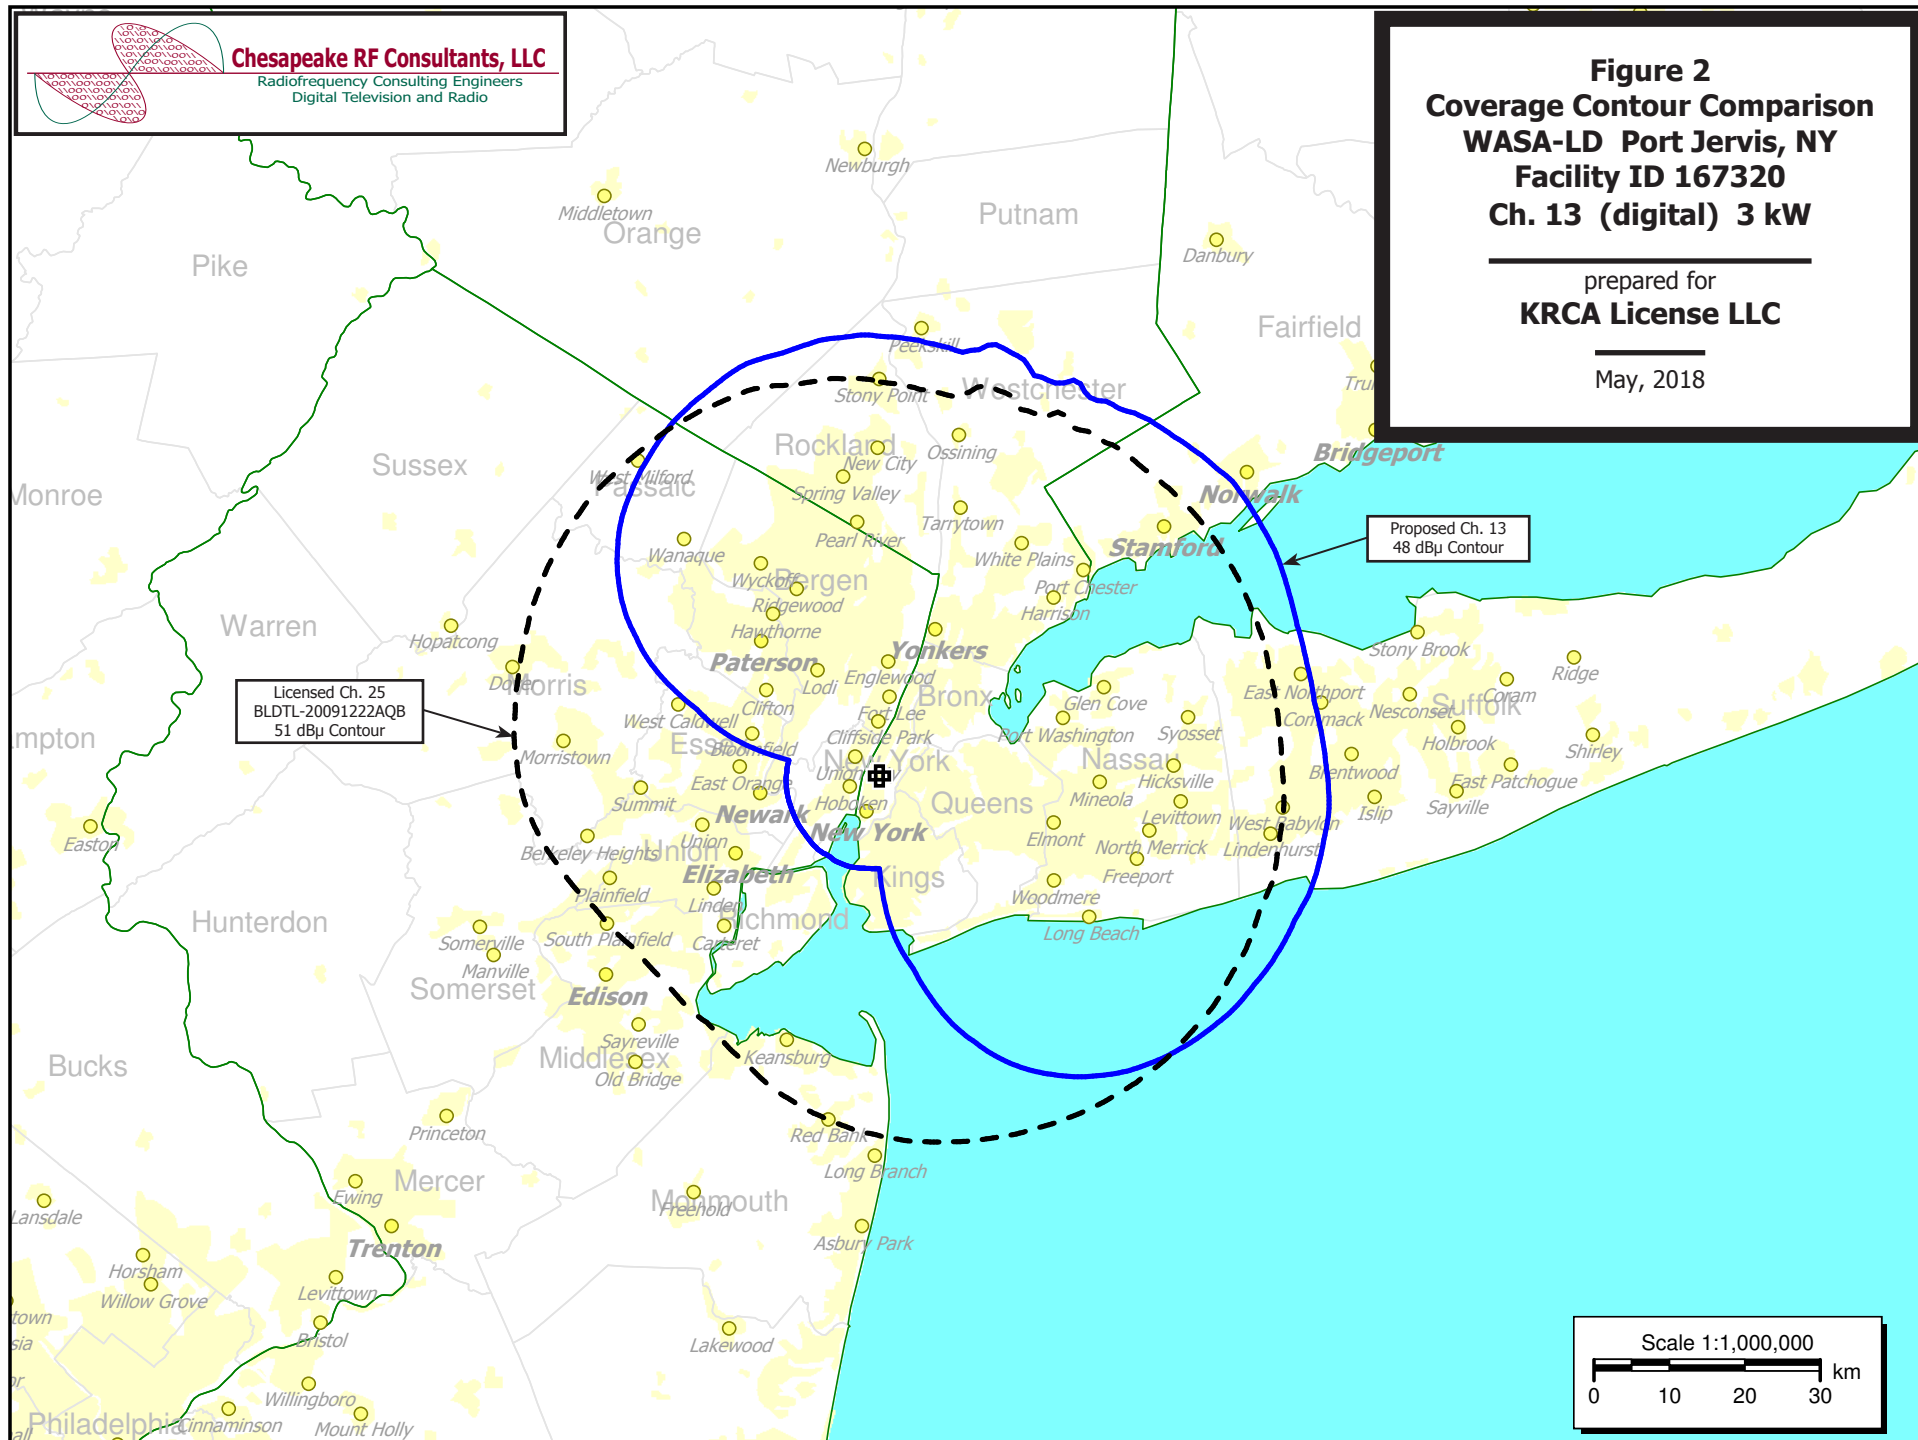 Chesapeake RF Consultants, LLC
Radiofrequency Consulting Engineers
Digital Television and Radio
Figure 2
Coverage Contour Comparison
WASA-LD Port Jervis, NY
Facility ID 167320
Ch. 13 (digital) 3 kW
prepared for
KRCA License LLC
May, 2018
Newburgh
Middletown
Orange
Putnam
Danbury
Pike
Fairfield
Peekskill
Stony Point
Westchester
Rockland
New City
Ossining
Bridgeport
Sussex
West Milford
Passaic
Spring Valley
Norwalk
Monroe
Tarrytown
Pearl River
Wanaque
White Plains
Stamford
Proposed Ch. 13
48 dBµ Contour
Wyckoff
Bergen
Ridgewood
Port Chester
Harrison
Warren
Hopatcong
Hawthorne
Yonkers
Stony Brook
Paterson
Englewood
Lodi
Bronx
Ridge
Dover
Morris
Glen Cove
East Northport
Coram
Licensed Ch. 25
BLDTL-20091222AQB
51 dBµ Contour
West Caldwell
Clifton
Fort Lee
Commack
Nesconset
Suffolk
Port Washington
Syosset
Holbrook
Shirley
Essex
Bloomfield
Cliffside Park
Morristown
New York
Nassau
Union City
Hicksville
Brentwood
East Patchogue
East Orange
Summit
Hoboken
Queens
Mineola
Sayville
Islip
Newark
New York
Levittown
West Babylon
Easton
Union
Elmont
North Merrick
Lindenhurst
Berkeley Heights
Union
Elizabeth
Kings
Freeport
Plainfield
Linden
Woodmere
Hunterdon
Richmond
Long Beach
Somerville
South Plainfield
Carteret
Manville
Somerset
Edison
Sayreville
Middlesex
Keansburg
Bucks
Old Bridge
Princeton
Red Bank
Long Branch
Mercer
Ewing
Monmouth
Freehold
Lansdale
Trenton
Asbury Park
Horsham
Levittown
Willow Grove
Bristol
Lakewood
Willingboro
Philadelphia
Cinnaminson
Mount Holly
Scale 1:1,000,000
km
0 10 20 30